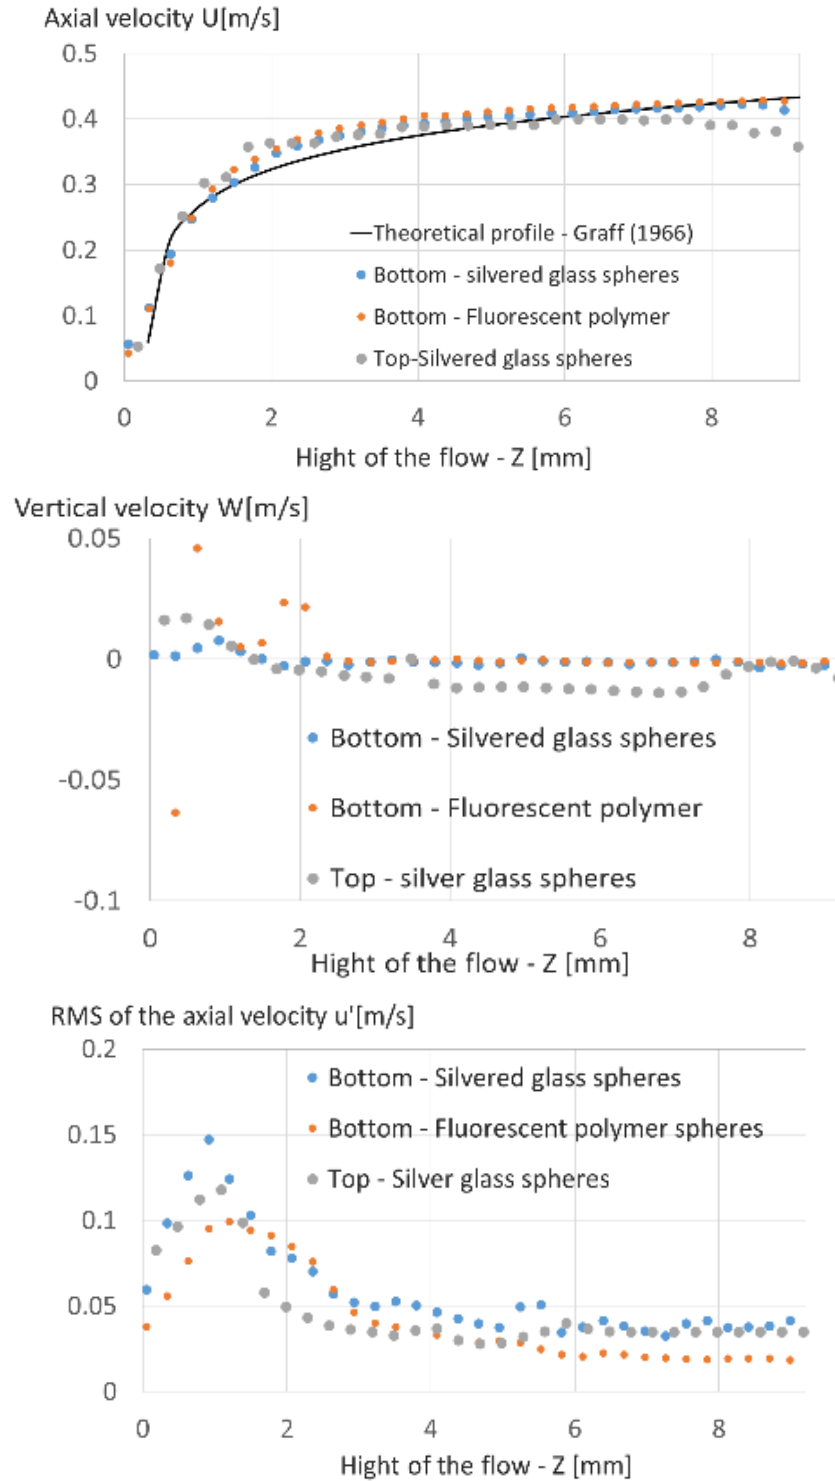 Axial velocity U[m/s]
0.5
0.4
0.3
0.2
0.1
0
Theoretical profile - Graff (1966)
Bottom - silvered glass spheres
Bottom - Fluorescent polymer
Top-Silvered glass spheres
0 2 4 6 8
Hight of the flow - Z [mm]
Vertical velocity W[m/s]
0.05
0
-0.05
-0.1
Bottom - Silvered glass spheres
Bottom - Fluorescent polymer
Top - silver glass spheres
0 2 4 6 8
Hight of the flow - Z [mm]
RMS of the axial velocity u'[m/s]
0.2
0.15
0.1
0.05
0
Bottom - Silvered glass spheres
Bottom - Fluorescent polymer spheres
Top - Silver glass spheres
0 2 4 6 8
Hight of the flow - Z [mm]